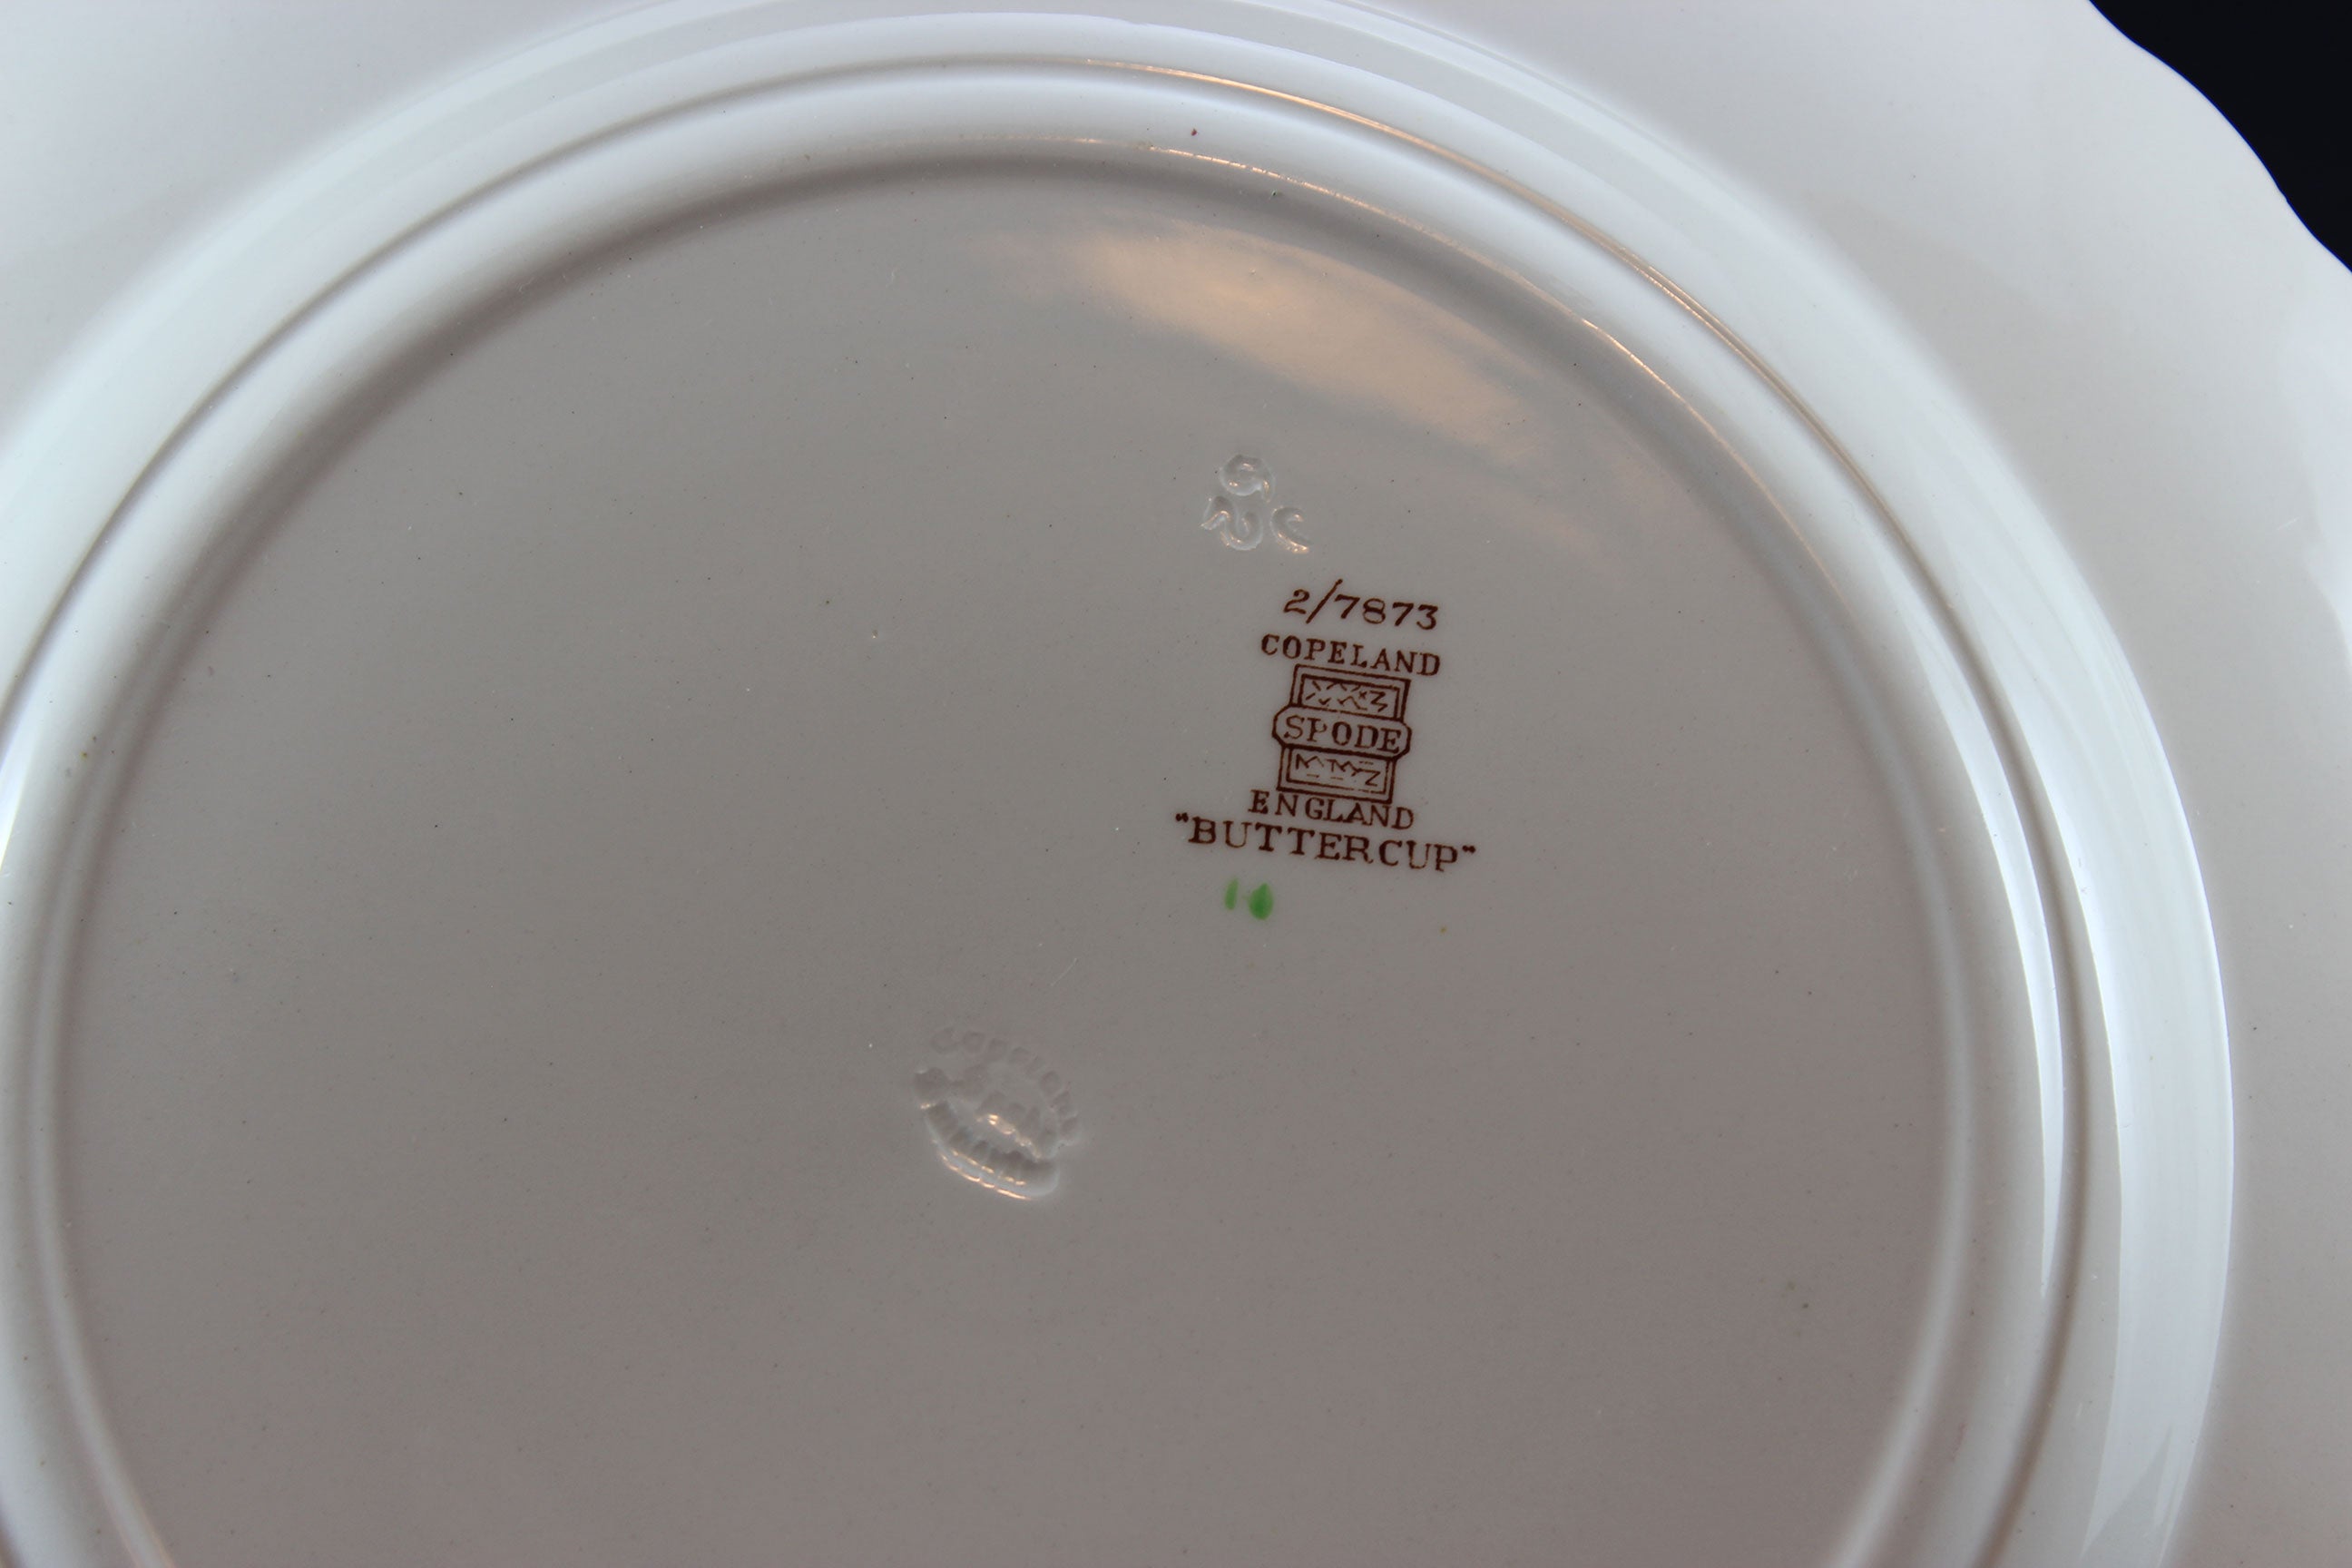 2/7873
COPELAND
SPODE
ENGLAND
"BUTTERCUP"